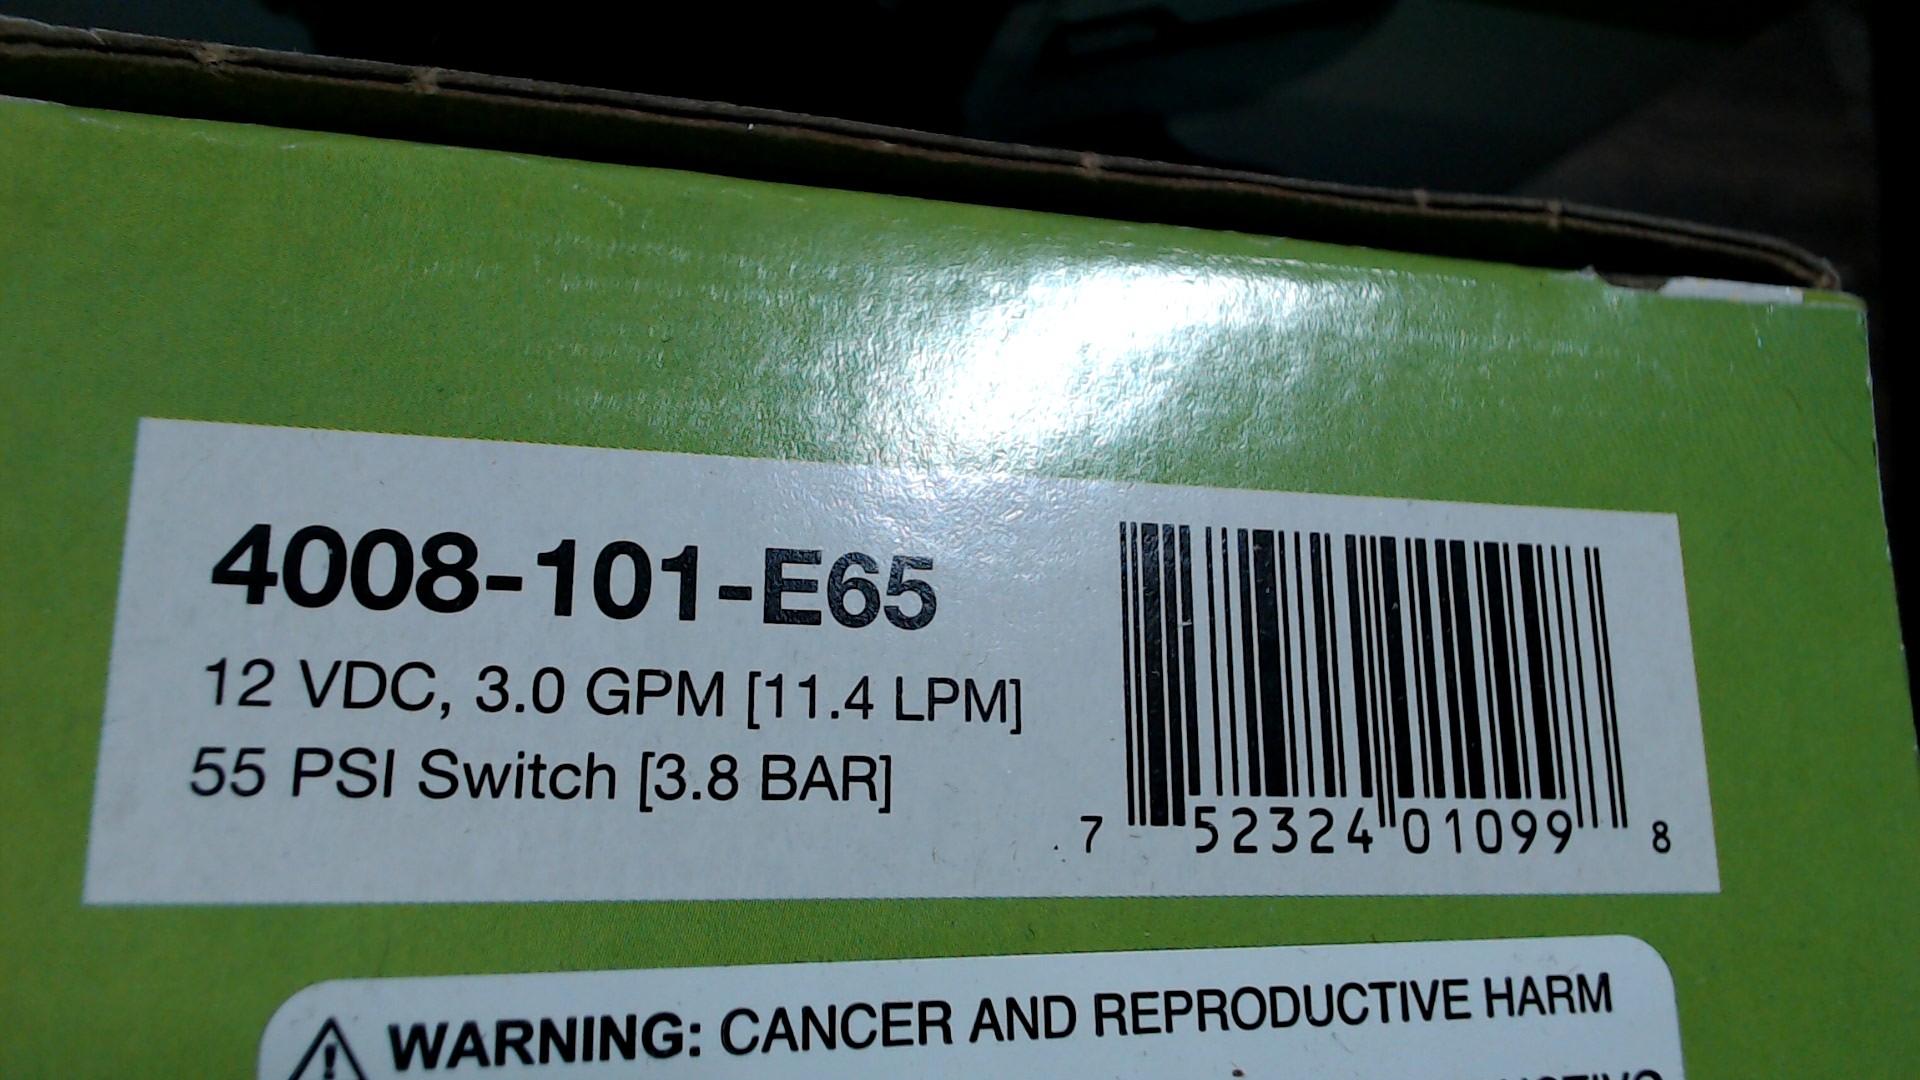 4008-101-E65
12 VDC, 3.0 GPM [11.4 LPM]
55 PSI Switch [3.8 BAR]
7 52324 01099 8
WARNING: CANCER AND REPRODUCTIVE HARM